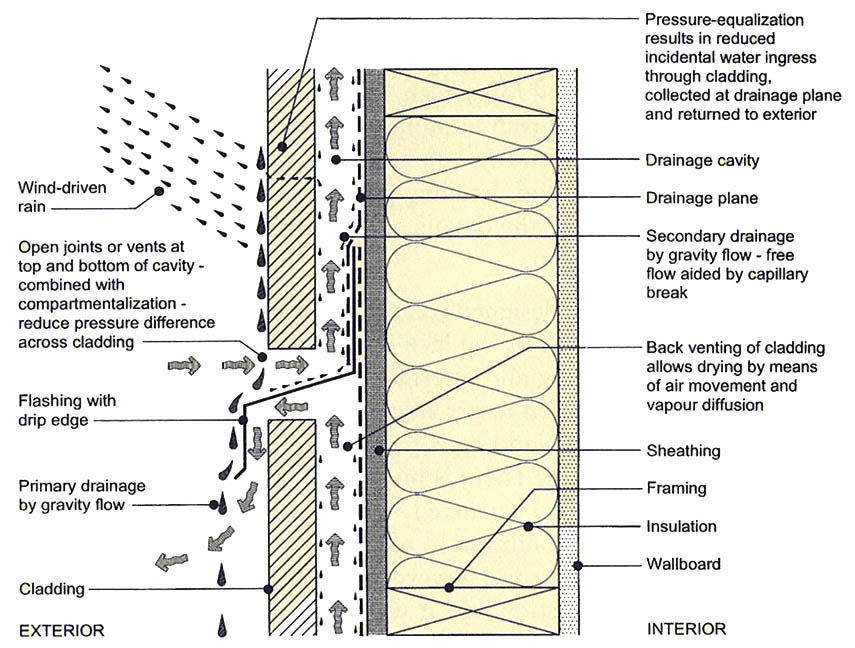 Pressure-equalization
results in reduced
incidental water ingress
through cladding,
collected at drainage plane
and returned to exterior
Drainage cavity
Drainage plane
Secondary drainage
by gravity flow - free
flow aided by capillary
break
Back venting of cladding
allows drying by means
of air movement and
vapour diffusion
Sheathing
Framing
Insulation
Wallboard
INTERIOR
Wind-driven
rain
Open joints or vents at
top and bottom of cavity -
combined with
compartmentalization -
reduce pressure difference
across cladding
Flashing with
drip edge
Primary drainage
by gravity flow
Cladding
EXTERIOR